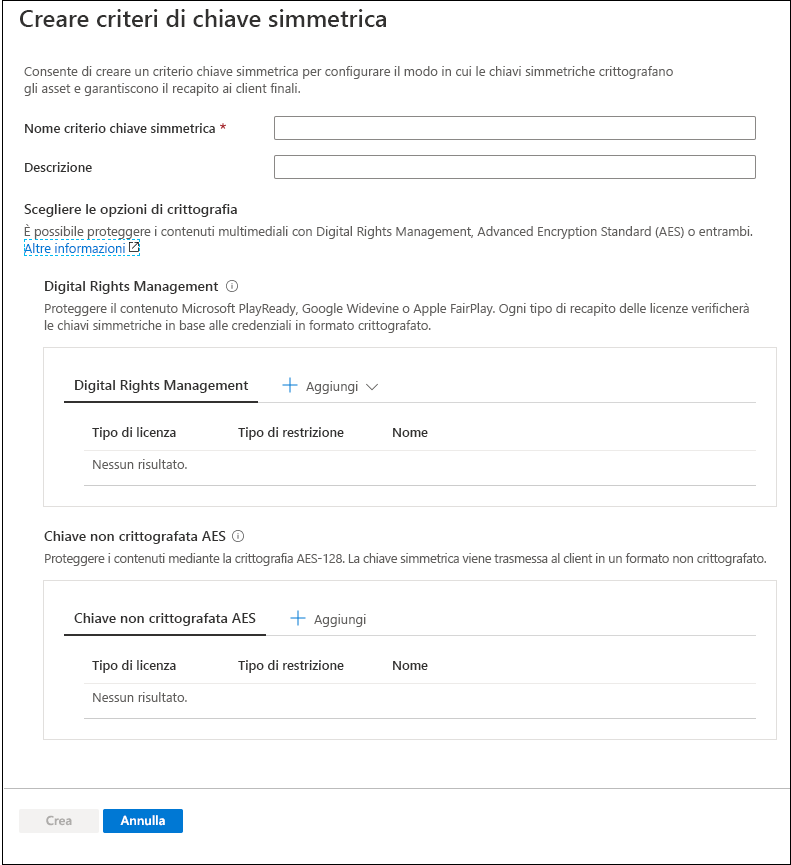 Creare criteri di chiave simmetrica
Consente di creare un criterio chiave simmetrica per configurare il modo in cui le chiavi simmetriche crittografano
gli asset e garantiscono il recapito ai client finali.
Nome criterio chiave simmetrica *
Descrizione
Scegliere le opzioni di crittografia
È possibile proteggere i contenuti multimediali con Digital Rights Management, Advanced Encryption Standard (AES) o entrambi.
Altre informazioni
Digital Rights Management
Proteggere il contenuto Microsoft PlayReady, Google Widevine o Apple FairPlay. Ogni tipo di recapito delle licenze verificherà
le chiavi simmetriche in base alle credenziali in formato crittografato.
Digital Rights Management Aggiungi
Tipo di licenza Tipo di restrizione Nome
Nessun risultato.
Chiave non crittografata AES
Proteggere i contenuti mediante la crittografia AES-128. La chiave simmetrica viene trasmessa al client in un formato non crittografato.
Chiave non crittografata AES Aggiungi
Tipo di licenza Tipo di restrizione Nome
Nessun risultato.
Crea Annulla